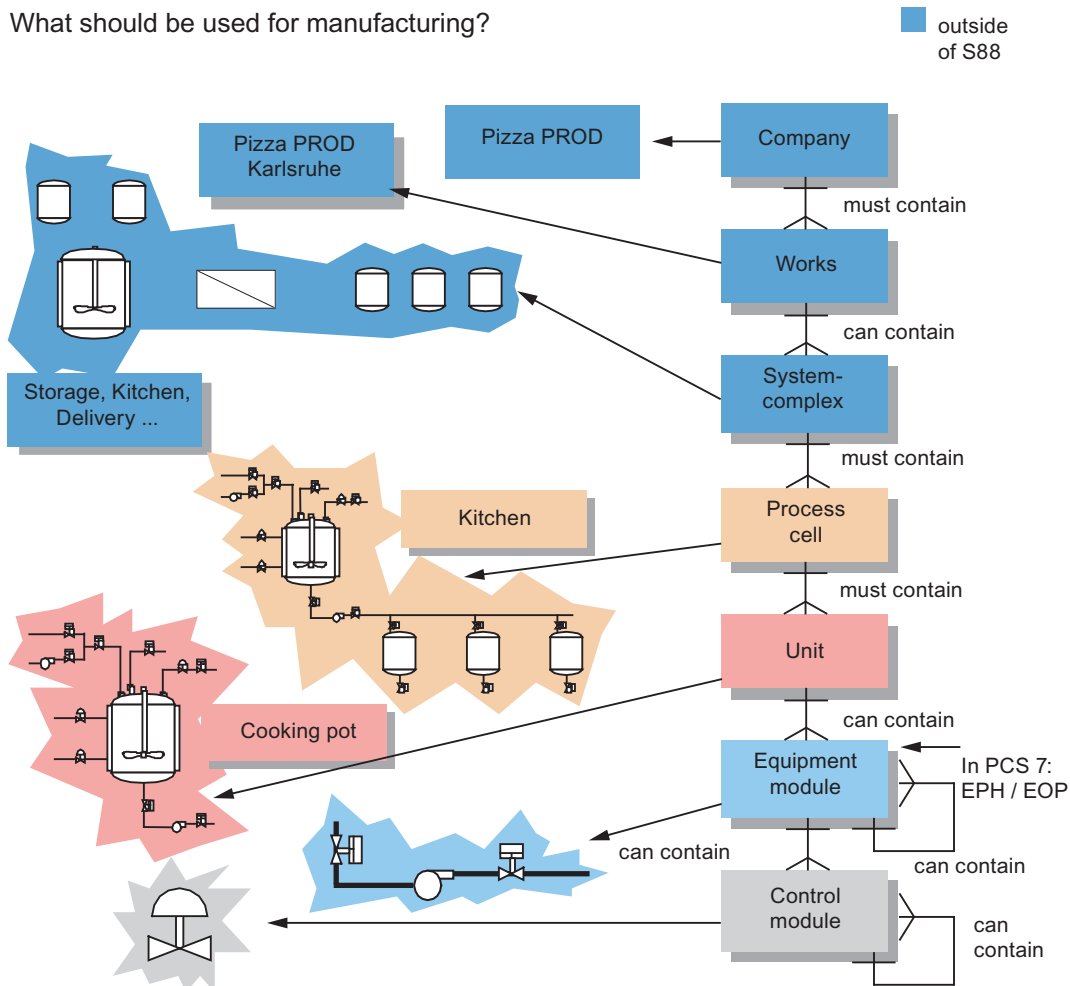 What should be used for manufacturing?
outside
of S88
Pizza PROD
Karlsruhe
Pizza PROD
Company
must contain
Works
can contain
System-
complex
Storage, Kitchen,
Delivery ...
must contain
Kitchen
Process
cell
must contain
Unit
Cooking pot
can contain
Equipment
module
In PCS 7:
EPH / EOP
can contain
can contain
Control
module
can
contain